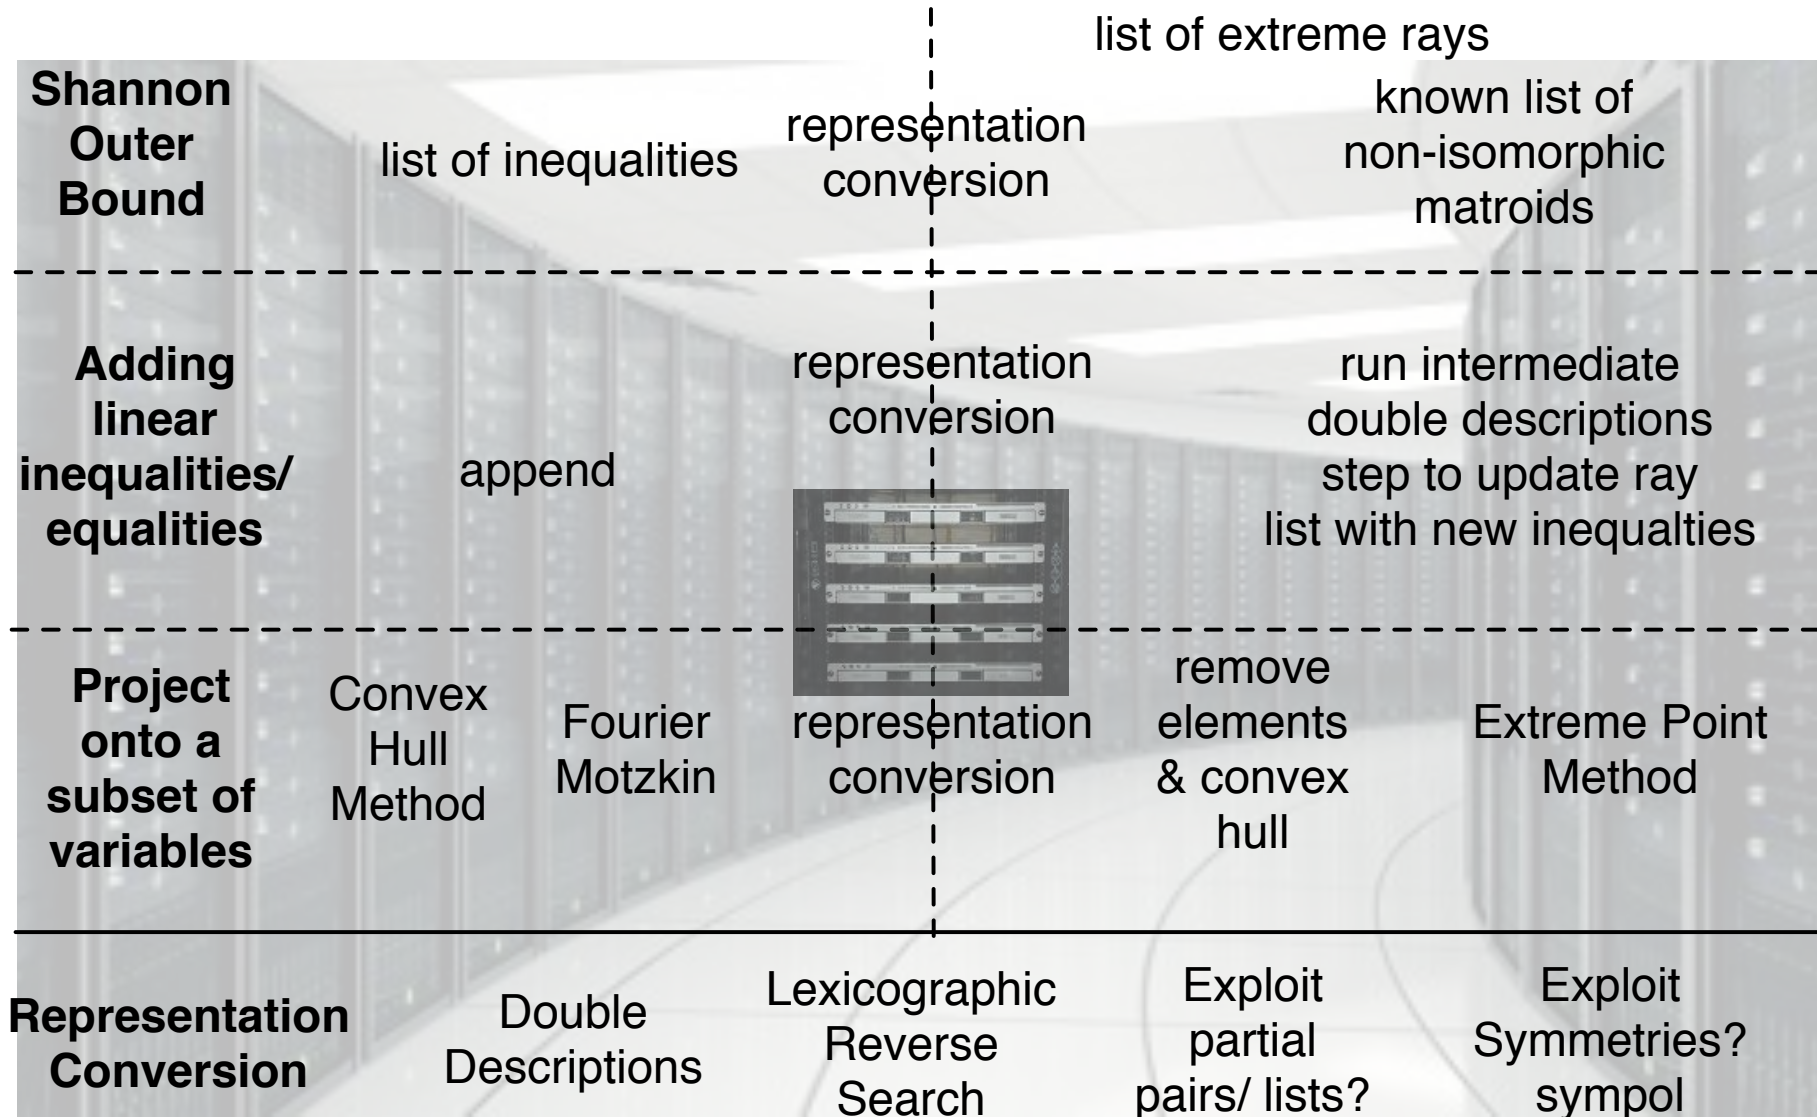 list of extreme rays
Shannon
Outer
Bound
list of inequalities
representation
conversion
known list of
non-isomorphic
matroids
Adding
linear
inequalities/
equalities
append
representation
conversion
run intermediate
double descriptions
step to update ray
list with new inequalties
Project
onto a
subset of
variables
Convex
Hull
Method
Fourier
Motzkin
representation
conversion
remove
elements
& convex
hull
Extreme Point
Method
Representation
Conversion
Double
Descriptions
Lexicographic
Reverse
Search
Exploit
partial
pairs/ lists?
Exploit
Symmetries?
sympol